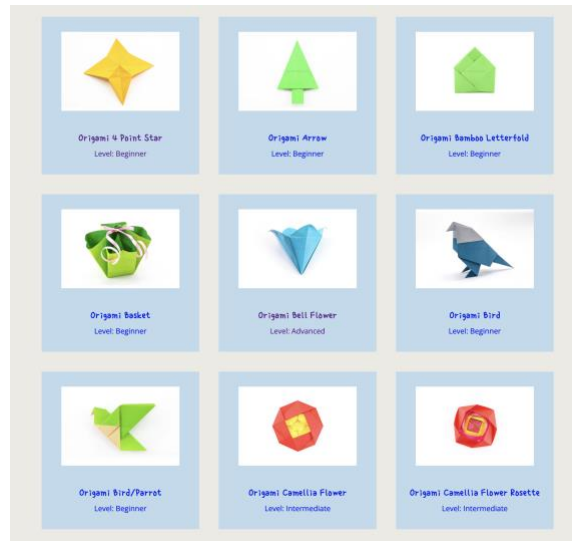 Origami 4 Point Star
Level: Beginner
Origami Arrow
Level: Beginner
Origami Bamboo Letterfold
Level: Beginner
Origami Basket
Level: Beginner
Origami Bell Flower
Level: Advanced
Origami Bird
Level: Beginner
Origami Bird/Parrot
Level: Beginner
Origami Camellia Flower
Level: Intermediate
Origami Camellia Flower Rosette
Level: Intermediate